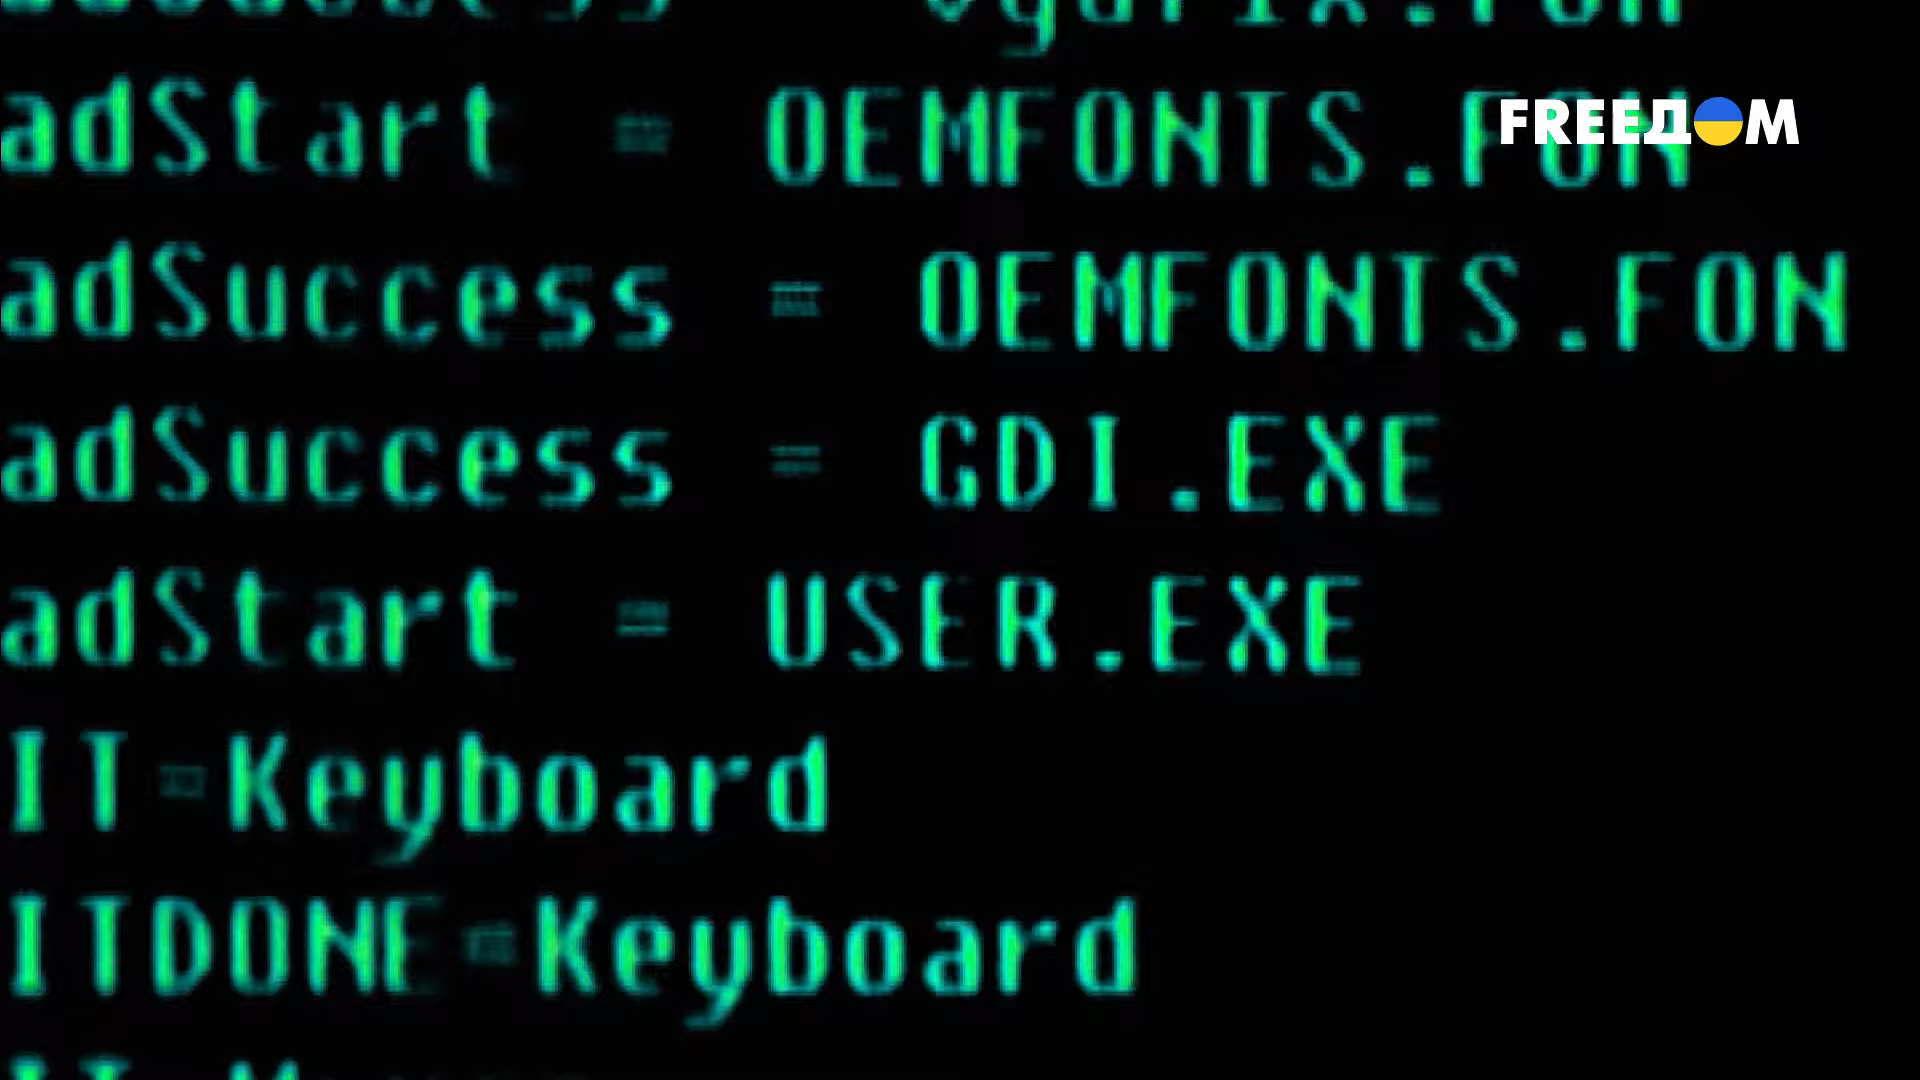 adStart = OEMFONTS.FON
FREEДOM
adSuccess = OEMFONTS.FON
adSuccess = GDI.EXE
adStart = USER.EXE
IT=Keyboard
ITDONE=Keyboard